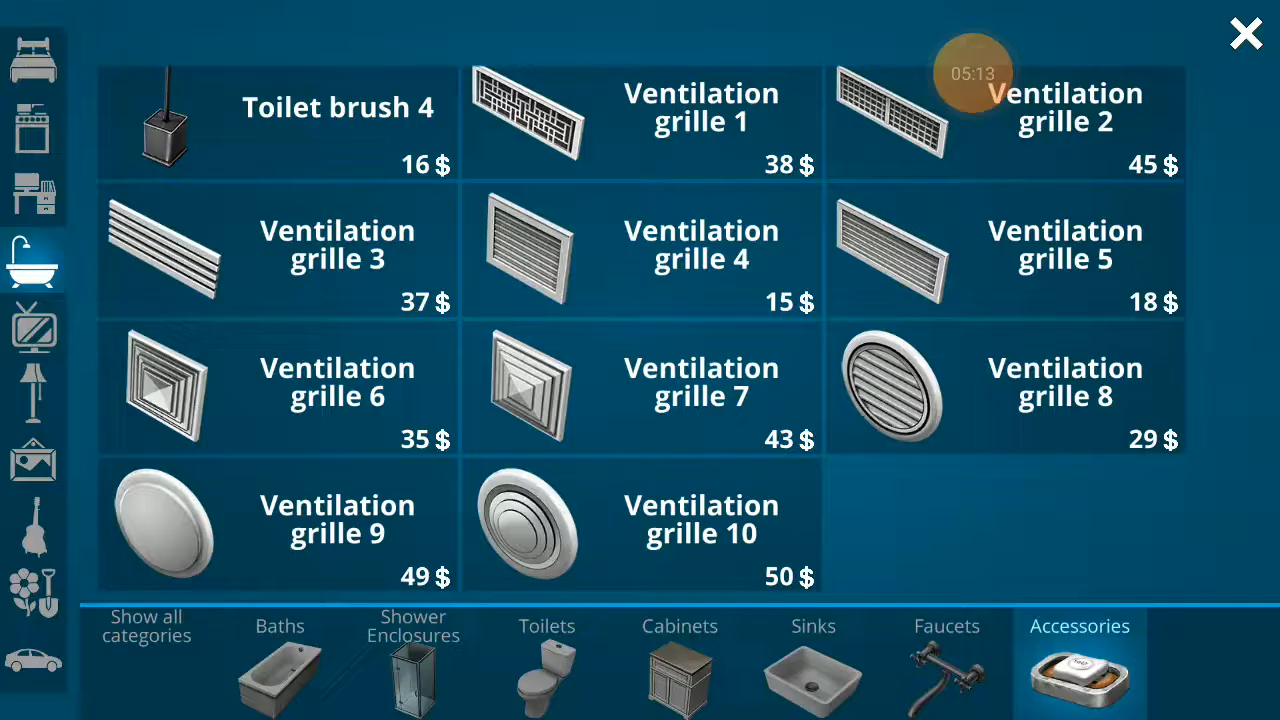 05:13
Toilet brush 4
16 $
Ventilation
grille 1
38 $
Ventilation
grille 2
45 $
Ventilation
grille 3
37 $
Ventilation
grille 4
15 $
Ventilation
grille 5
18 $
Ventilation
grille 6
35 $
Ventilation
grille 7
43 $
Ventilation
grille 8
29 $
Ventilation
grille 9
49 $
Ventilation
grille 10
50 $
Show all
categories
Baths
Shower
Enclosures
Toilets
Cabinets
Sinks
Faucets
Accessories